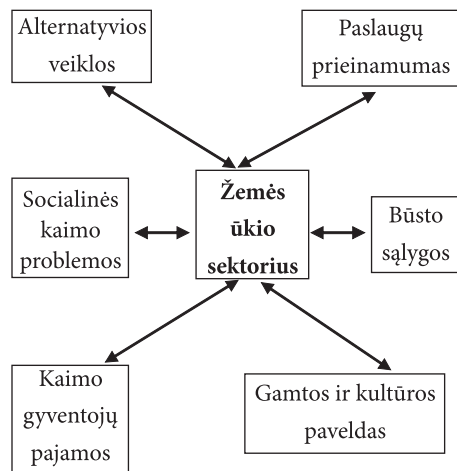 Alternatyvios
veiklos
Paslaugų
prieinamumas
Socialinės
kaimo
problemos
Žemės
ūkio
sektorius
Būsto
sąlygos
Kaimo
gyventojų
pajamos
Gamtos ir kultūros
paveldas